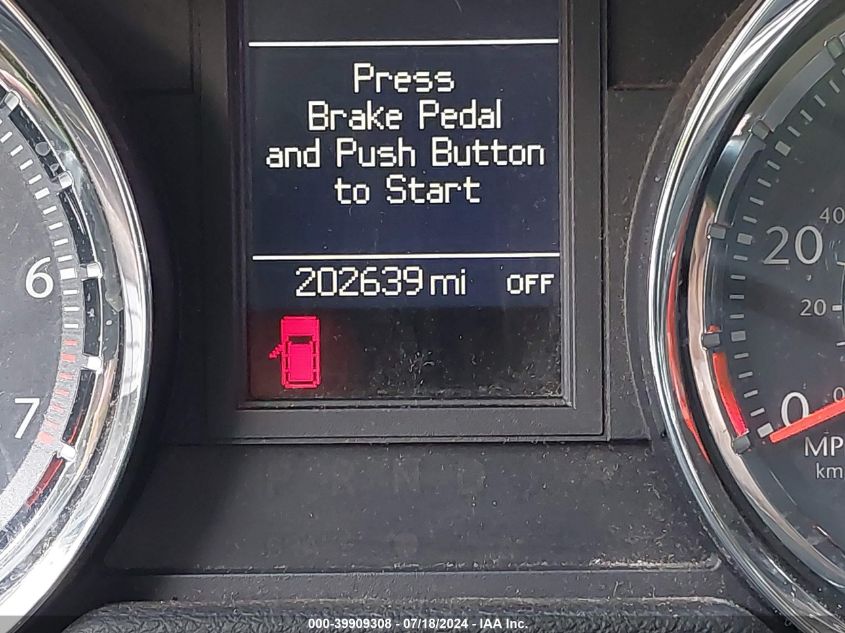 Press
Brake Pedal
and Push Button
to Start
202639 mi OFF
6
7
40
20
20
0
0
MP
km
P R N D
000-39909308 / 07/18/2024 - IAA Inc.